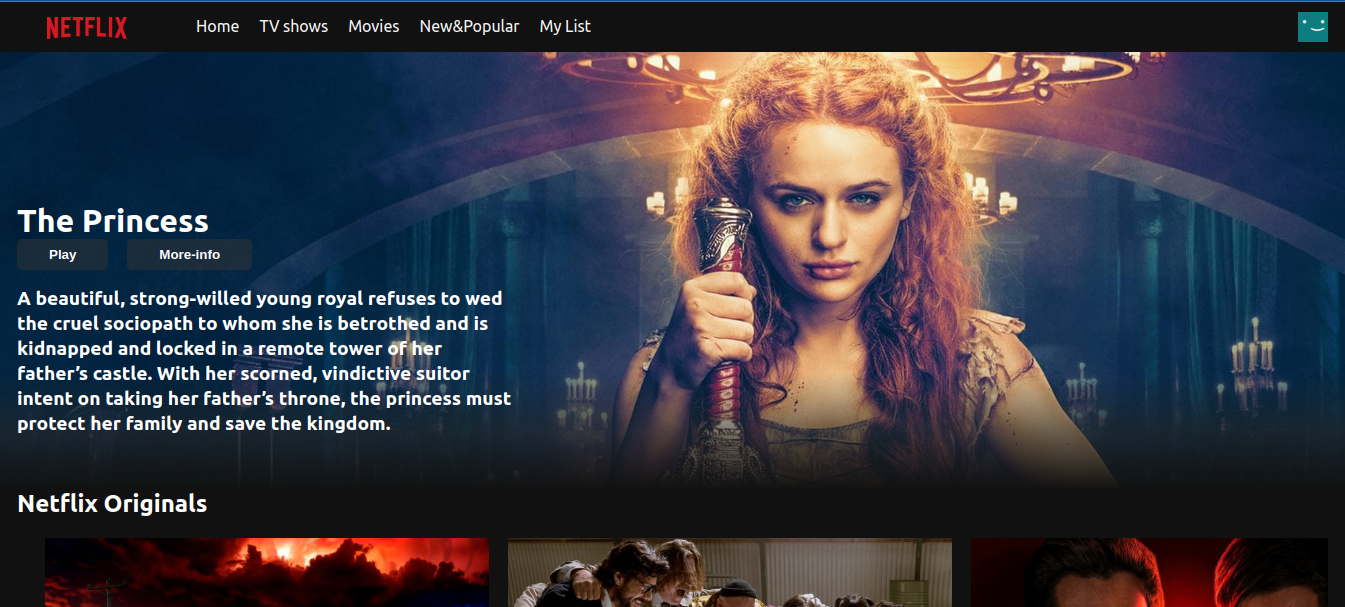 NETFLIX Home TV shows Movies New&Popular My List
The Princess
Play More-info
A beautiful, strong-willed young royal refuses to wed
the cruel sociopath to whom she is betrothed and is
kidnapped and locked in a remote tower of her
father’s castle. With her scorned, vindictive suitor
intent on taking her father’s throne, the princess must
protect her family and save the kingdom.
Netflix Originals